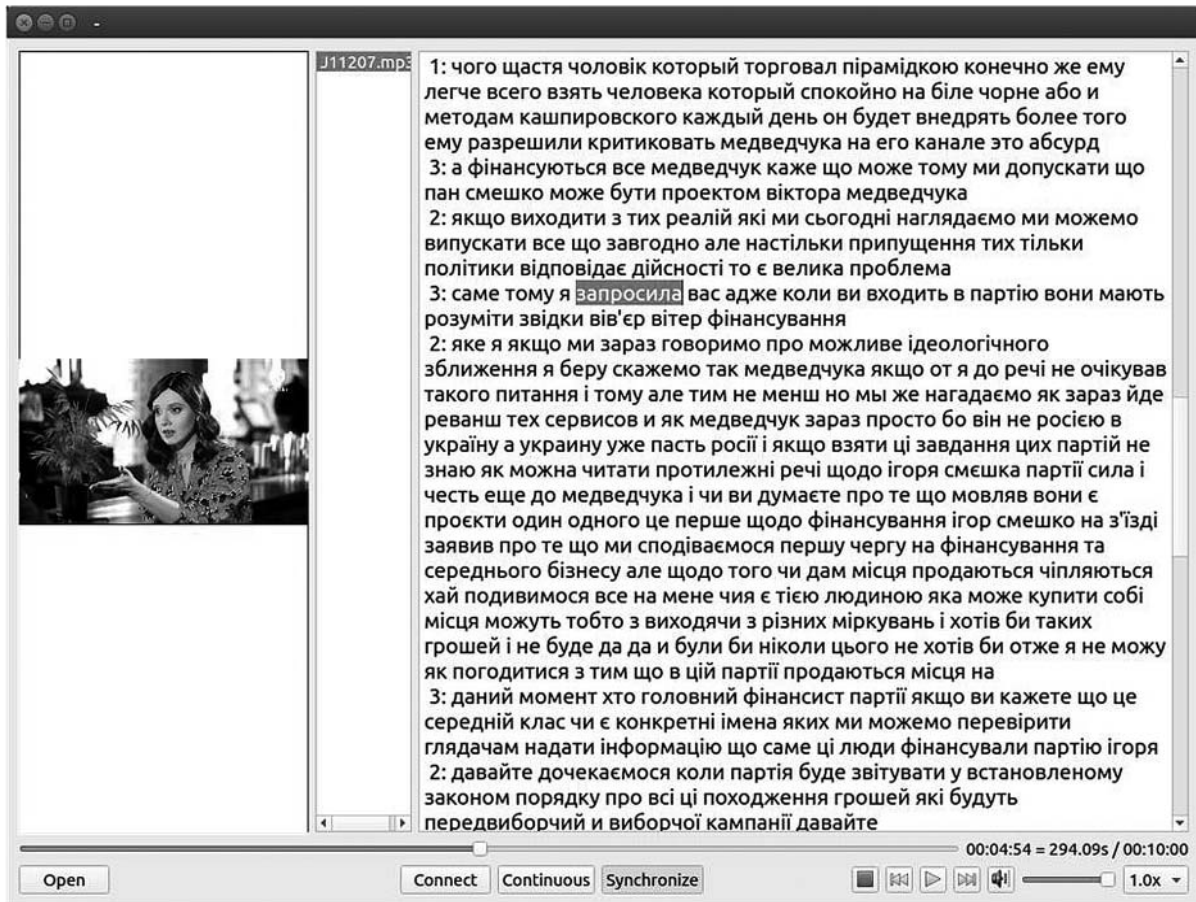 -
J11207.mp3
1: чого щастя чоловік который торговал пірамідкою конечно же ему
легче всего взять человека который спокойно на біле чорне або и
методам кашпировского каждый день он будет внедрять более того
ему разрешили критиковать медведчука на его канале это абсурд
3: а фінансуються все медведчук каже що може тому ми допускати що
пан смешко може бути проектом віктора медведчука
2: якщо виходити з тих реалій які ми сьогодні наглядаємо ми можемо
випускати все що завгодно але настільки припущення тих тільки
політики відповідає дійсності то є велика проблема
3: саме тому я запросила вас адже коли ви входить в партію вони мають
розуміти звідки вів'єр вітер фінансування
2: яке я якщо ми зараз говоримо про можливе ідеологічного
зближення я беру скажемо так медведчука якщо от я до речі не очікував
такого питання і тому але тим не менш но мы же нагадаємо як зараз йде
реванш тех сервисов и як медведчук зараз просто бо він не росією в
україну а украину уже пасть росії і якщо взяти ці завдання цих партій не
знаю як можна читати протилежні речі щодо ігоря смєшка партії сила і
честь еще до медведчука і чи ви думаєте про те що мовляв вони є
проєкти один одного це перше щодо фінансування ігор смешко на з'їзді
заявив про те що ми сподіваємося першу чергу на фінансування та
середнього бізнесу але щодо того чи дам місця продаються чіпляються
хай подивимося все на мене чия є тією людиною яка може купити собі
місця можуть тобто з виходячи з різних міркувань і хотів би таких
грошей і не буде да да и були би ніколи цього не хотів би отже я не можу
як погодитися з тим що в цій партії продаються місця на
3: даний момент хто головний фінансист партії якщо ви кажете що це
середній клас чи є конкретні імена яких ми можемо перевірити
глядачам надати інформацію що саме ці люди фінансували партію ігоря
2: давайте дочекаємося коли партія буде звітувати у встановленому
законом порядку про всі ці походження грошей які будуть
передвиборчий и виборчої кампанії давайте
00:04:54 = 294.09s / 00:10:00
Open Connect Continuous Synchronize 1.0x